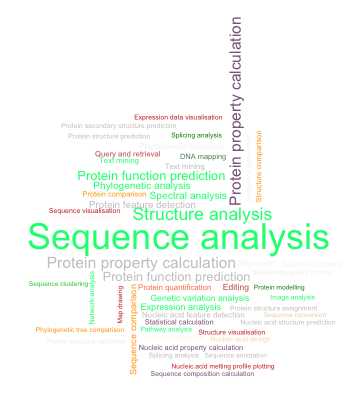 Protein property calculation
Expression data visualisation
Protein secondary structure prediction
Protein structure prediction
Splicing analysis
Query and retrieval
DNA mapping
Text mining
Text mining
Structure comparison
Protein function prediction
Phylogenetic analysis
Protein comparison
Spectral analysis
Protein feature detection
Sequence visualisation
Structure analysis
Sequence analysis
Protein property calculation
Protein function prediction
Sequence clustering
Network analysis
Map drawing
Sequence comparison
Protein quantification
Editing
Protein modelling
Genetic variation analysis
Image analysis
Expression analysis
Protein structure assignment
Nucleic acid feature detection
Sequence conversion
Statistical calculation
Nucleic acid structure prediction
Phylogenetic tree comparison
Pathway analysis
Structure visualisation
Nucleic acid design
Nucleic acid property calculation
Splicing analysis
Sequence annotation
Nucleic acid melting profile plotting
Sequence composition calculation